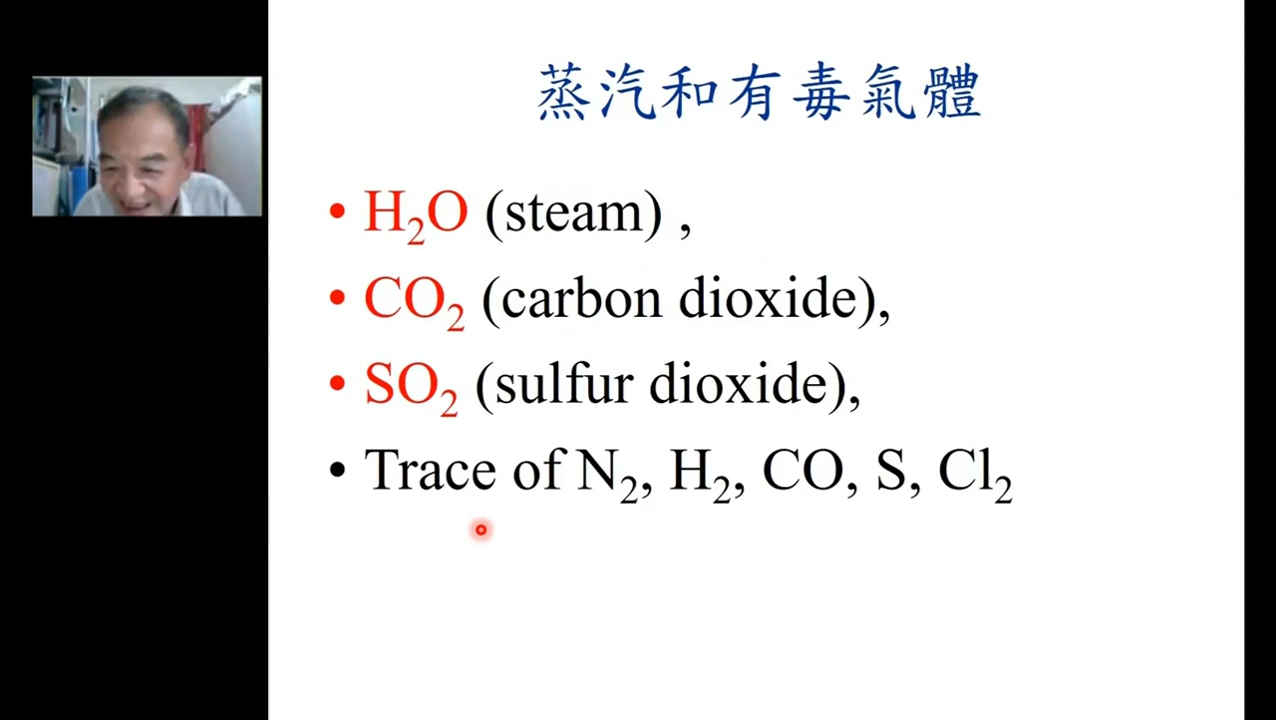 蒸汽和有毒氣體
• H₂O (steam) ,
• CO₂ (carbon dioxide),
• SO₂ (sulfur dioxide),
• Trace of N₂, H₂, CO, S, Cl₂